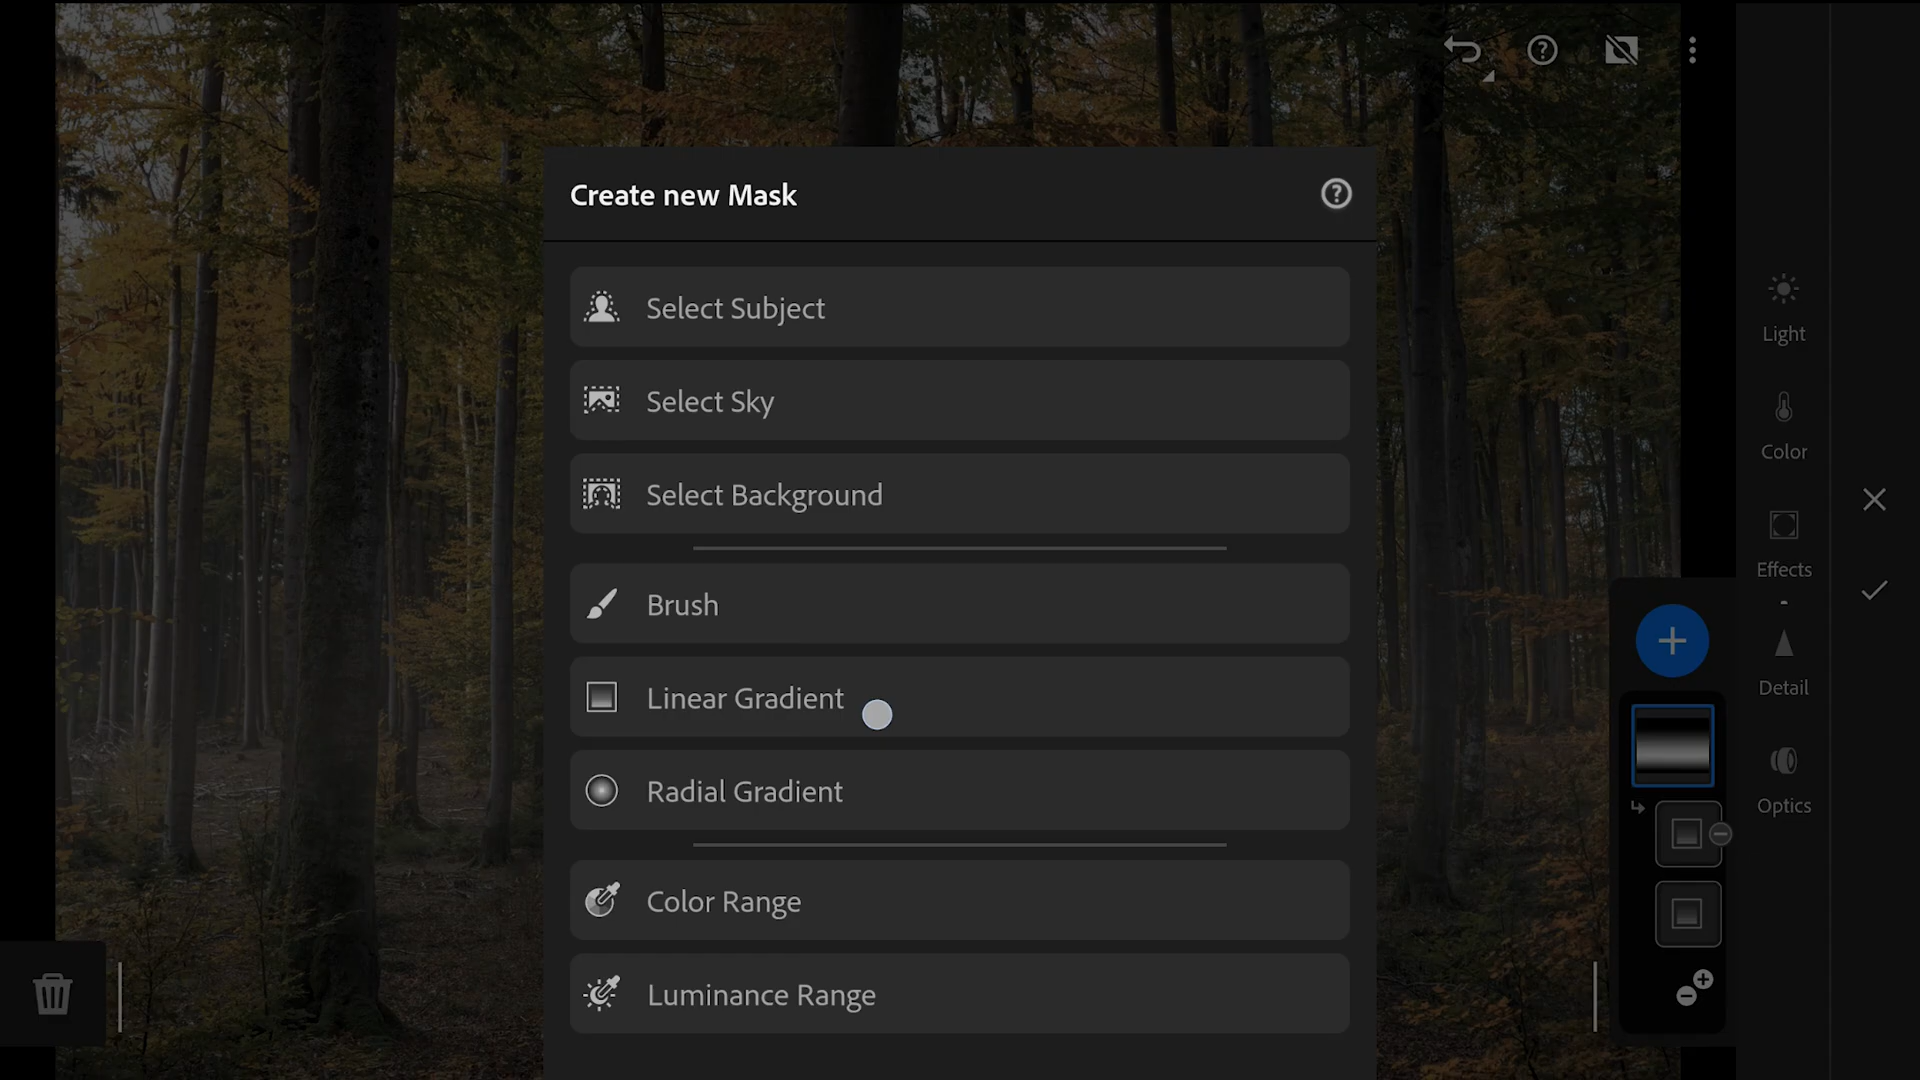 Create new Mask
Select Subject
Select Sky
Select Background
Brush
Linear Gradient
Radial Gradient
Color Range
Luminance Range
Light
Color
Effects
Detail
Optics